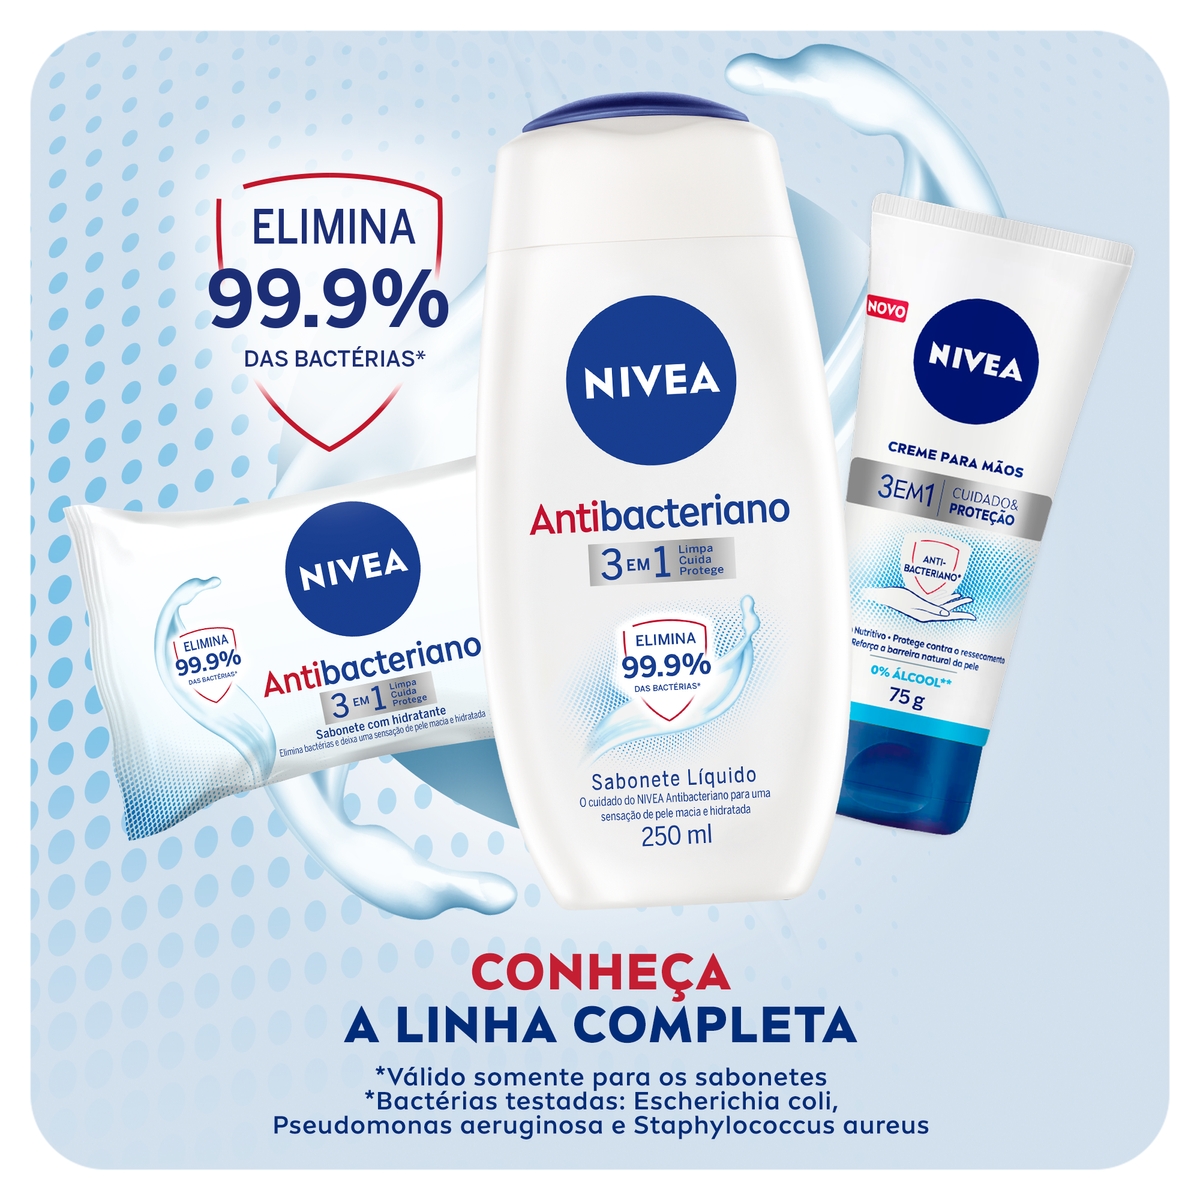 ELIMINA
99.9%
DAS BACTÉRIAS*
NIVEA
Antibacteriano
3 EM 1
Limpa
Cuida
Protege
ELIMINA
99.9%
DAS BACTÉRIAS*
Sabonete com hidratante
Elimina bactérias e deixa uma sensação de pele macia e hidratada
NIVEA
Antibacteriano
3 EM 1
Limpa
Cuida
Protege
ELIMINA
99.9%
DAS BACTÉRIAS*
Sabonete Líquido
O cuidado do NIVEA Antibacteriano para uma
sensação de pele macia e hidratada
250 ml
NOVO
NIVEA
CREME PARA MÃOS
3EM1
CUIDADO&
PROTEÇÃO
ANTI-
BACTERIANO*
Nutritivo • Protege contra o ressecamento
Reforça a barreira natural da pele
0% ÁLCOOL**
75 g
CONHEÇA
A LINHA COMPLETA
*Válido somente para os sabonetes
*Bactérias testadas: Escherichia coli,
Pseudomonas aeruginosa e Staphylococcus aureus